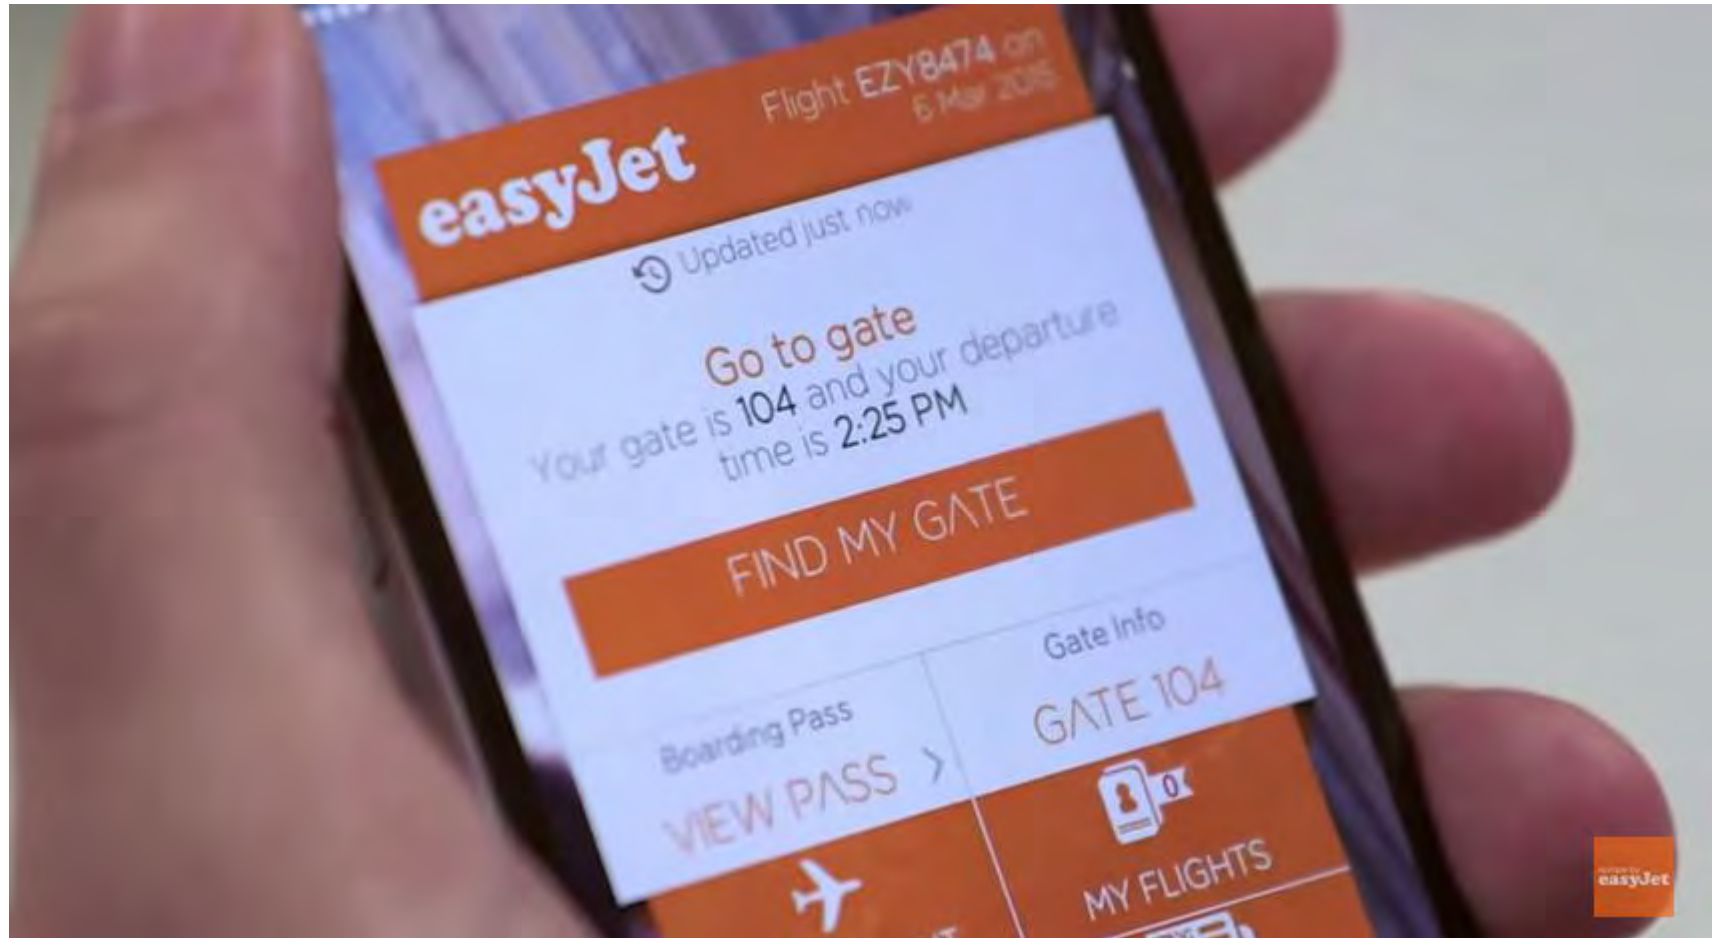 Flight EZY8474 on
6 Mar 2015
easyJet
Updated just now
Go to gate
Your gate is 104 and your departure
time is 2:25 PM
FIND MY GATE
Boarding Pass
VIEW PASS >
Gate Info
GATE 104
0
MY FLIGHTS
easyJet